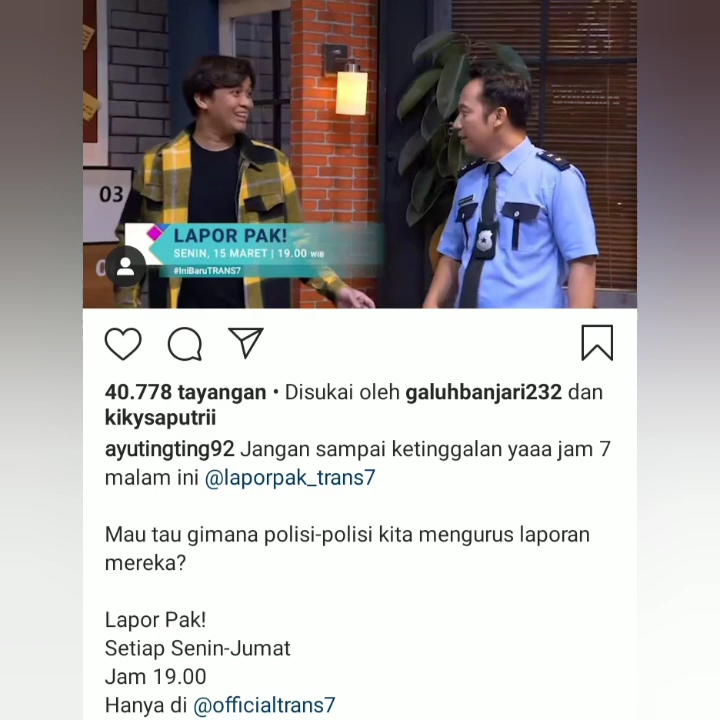 03
0
LAPOR PAK!
SENIN, 15 MARET | 19.00 WIB
#IniBaruTRANS7
40.778 tayangan • Disukai oleh galuhbanjari232 dan
kikysaputrii
ayutingting92 Jangan sampai ketinggalan yaaa jam 7
malam ini @laporpak_trans7
Mau tau gimana polisi-polisi kita mengurus laporan
mereka?
Lapor Pak!
Setiap Senin-Jumat
Jam 19.00
Hanya di @officialtrans7